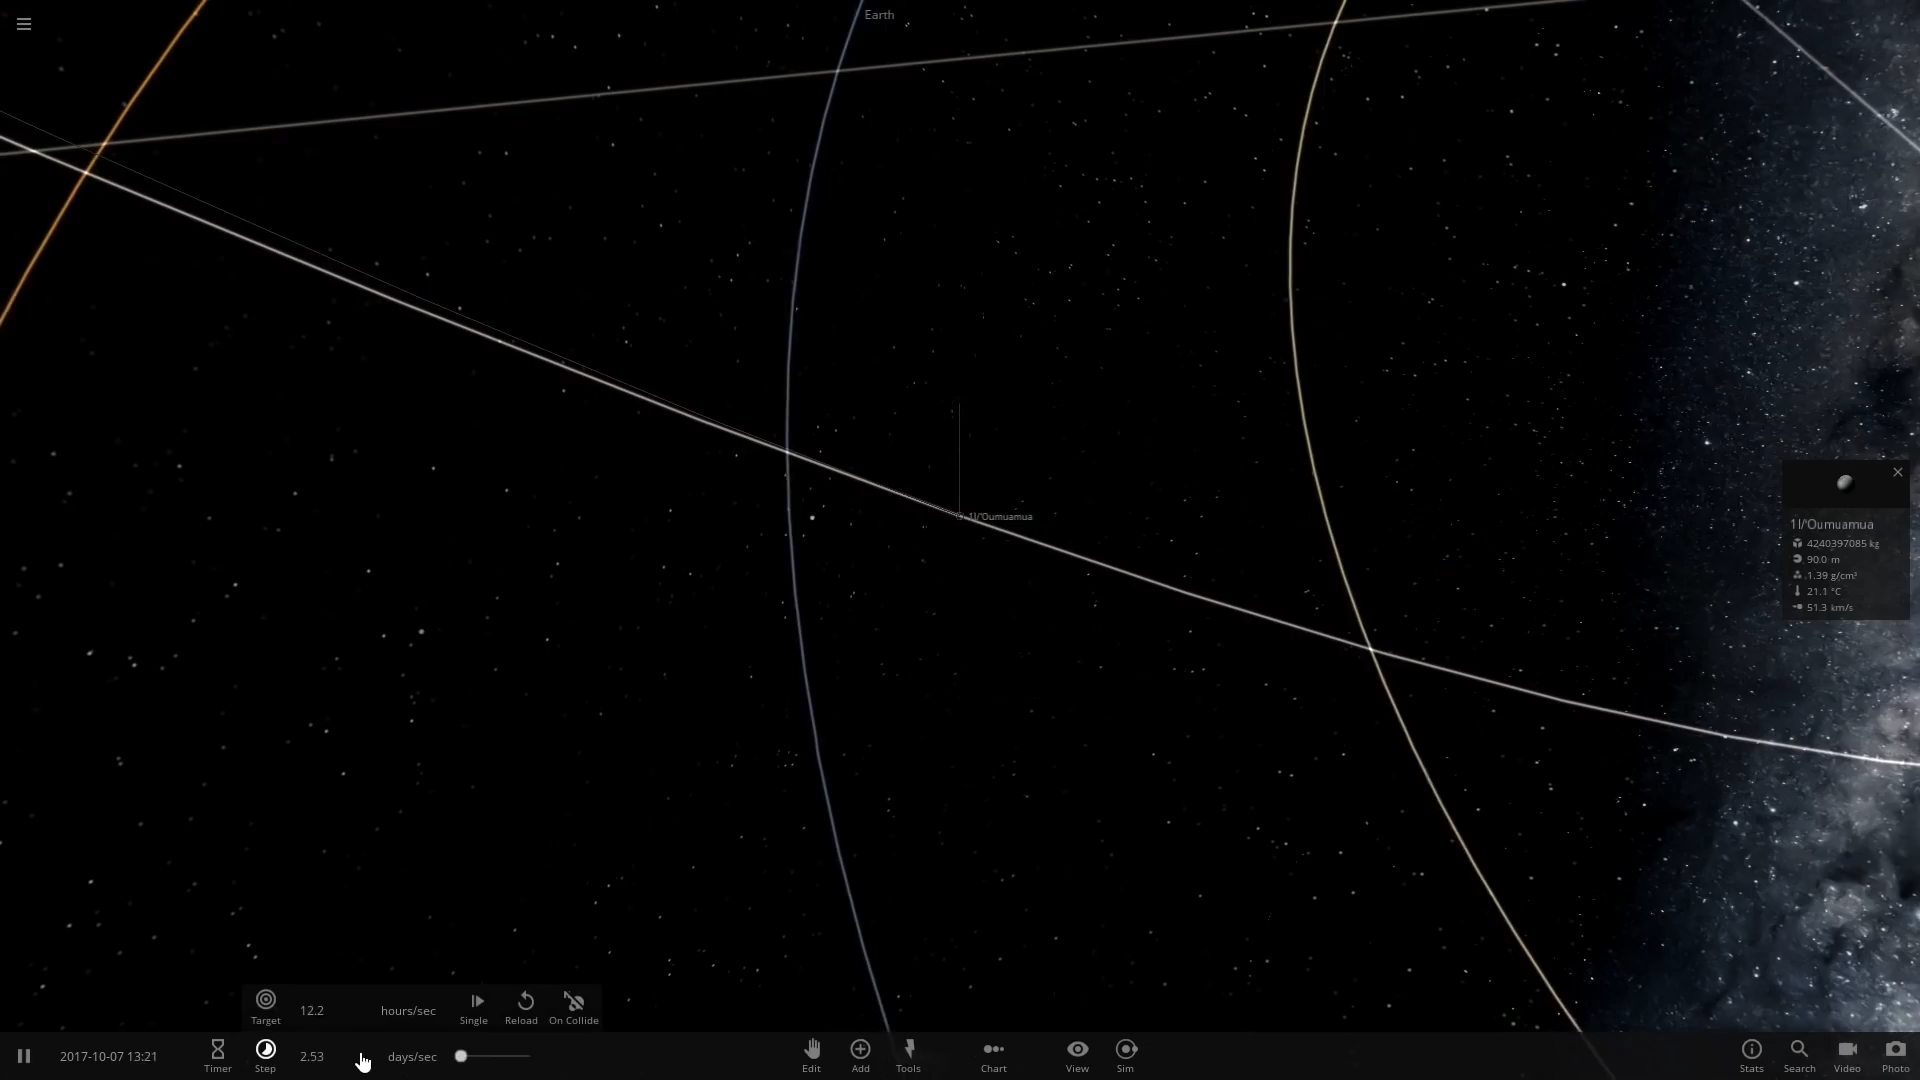 Earth
1I/'Oumuamua
1I/'Oumuamua
4240397085 kg
90.0 m
1.39 g/cm³
21.1 °C
51.3 km/s
Target
12.2 hours/sec
Single
Reload
On Collide
2017-10-07 13:21
Timer
Step
2.53 days/sec
Edit
Add
Tools
Chart
View
Sim
Stats
Search
Video
Photo